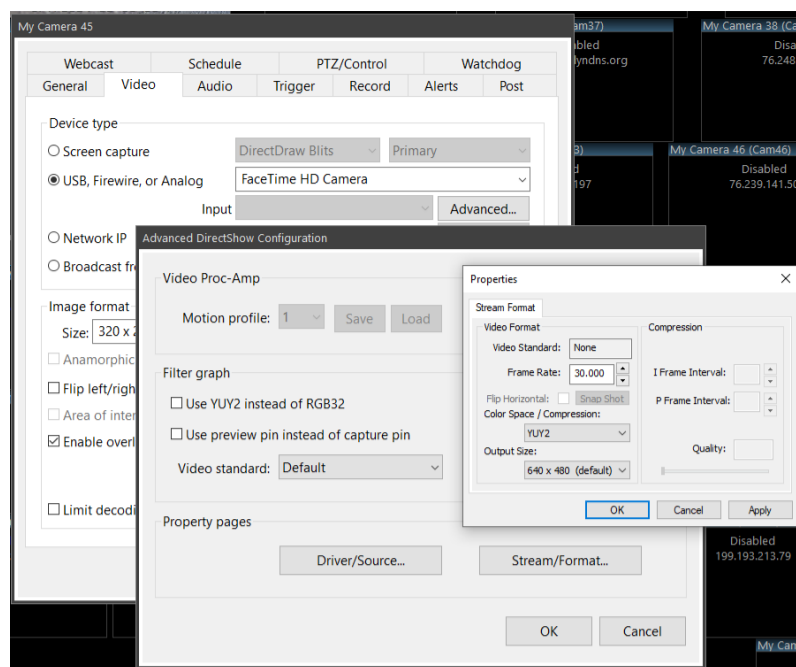 My Camera 45
am37)
My Camera 38 (Ca
abled
Disa
lyndns.org
76.248
Webcast Schedule PTZ/Control Watchdog
General Video Audio Trigger Record Alerts Post
Device type
Screen capture DirectDraw Blits Primary
3) My Camera 46 (Cam46)
d Disabled
USB, Firewire, or Analog FaceTime HD Camera
197 76.239.141.50
Input Advanced...
Network IP
Broadcast fr
Image format
Size: 320 x 2
Anamorphic
Flip left/righ
Area of inter
Enable overl
Limit decodi
Advanced DirectShow Configuration
Video Proc-Amp
Motion profile: 1 Save Load
Filter graph
Use YUY2 instead of RGB32
Use preview pin instead of capture pin
Video standard: Default
Property pages
Driver/Source... Stream/Format...
OK Cancel
Properties
Stream Format
Video Format
Video Standard: None
Frame Rate: 30.000
Flip Horizontal: Snap Shot
Color Space / Compression:
YUY2
Output Size:
640 x 480 (default)
Compression
I Frame Interval:
P Frame Interval:
Quality:
OK Cancel Apply
Disabled
199.193.213.79
My Cam